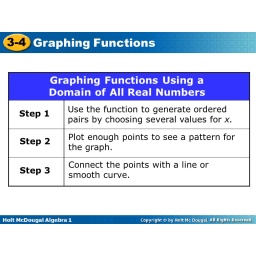 3-4 Graphing Functions
Graphing Functions Using a
Domain of All Real Numbers
Step 1
Use the function to generate ordered
pairs by choosing several values for x.
Step 2
Plot enough points to see a pattern for
the graph.
Step 3
Connect the points with a line or
smooth curve.
Holt McDougal Algebra 1
Copyright © by Holt Mc Dougal. All Rights Reserved.